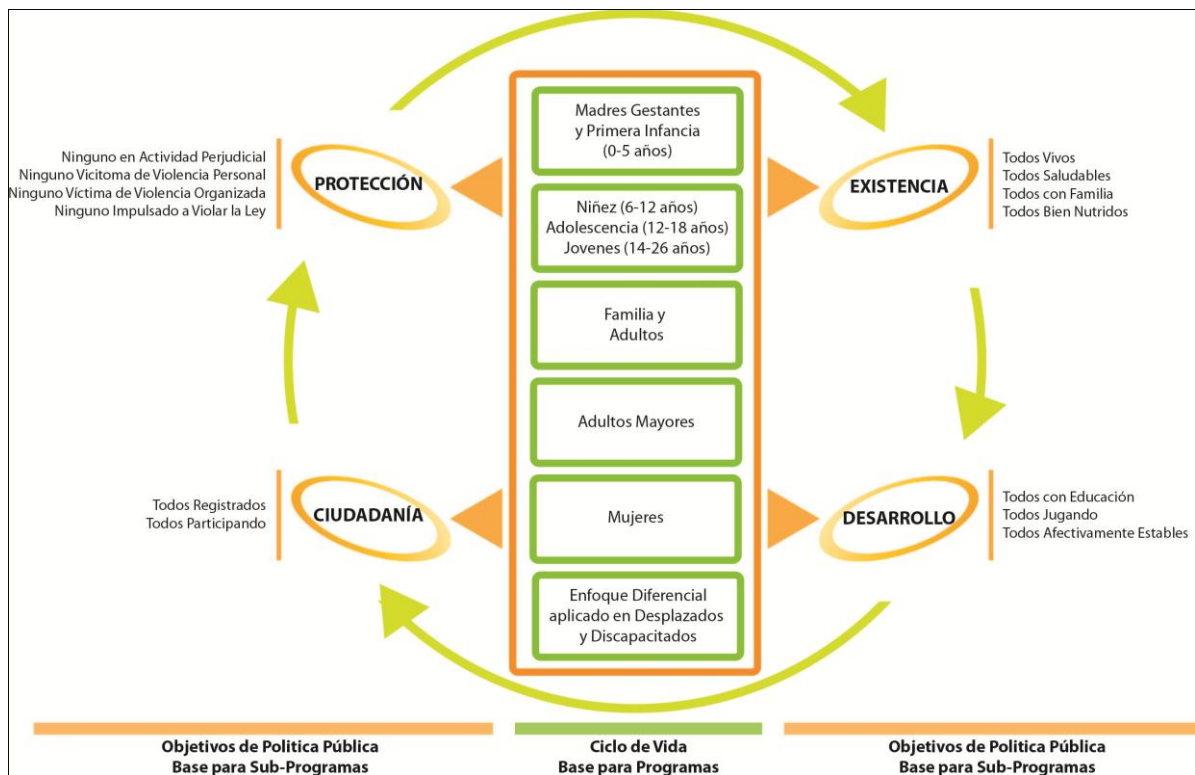 Ninguno en Actividad Perjudicial
Ninguno Vicitoma de Violencia Personal
Ninguno Víctima de Violencia Organizada
Ninguno Impulsado a Violar la Ley
PROTECCIÓN
Madres Gestantes
y Primera Infancia
(0-5 años)
Niñez (6-12 años)
Adolescencia (12-18 años)
Jovenes (14-26 años)
Familia y
Adultos
Adultos Mayores
Mujeres
Enfoque Diferencial
aplicado en Desplazados
y Discapacitados
EXISTENCIA
Todos Vivos
Todos Saludables
Todos con Familia
Todos Bien Nutridos
Todos Registrados
Todos Participando
CIUDADANÍA
DESARROLLO
Todos con Educación
Todos Jugando
Todos Afectivamente Estables
Objetivos de Politica Pública
Base para Sub-Programas
Ciclo de Vida
Base para Programas
Objetivos de Politica Pública
Base para Sub-Programas